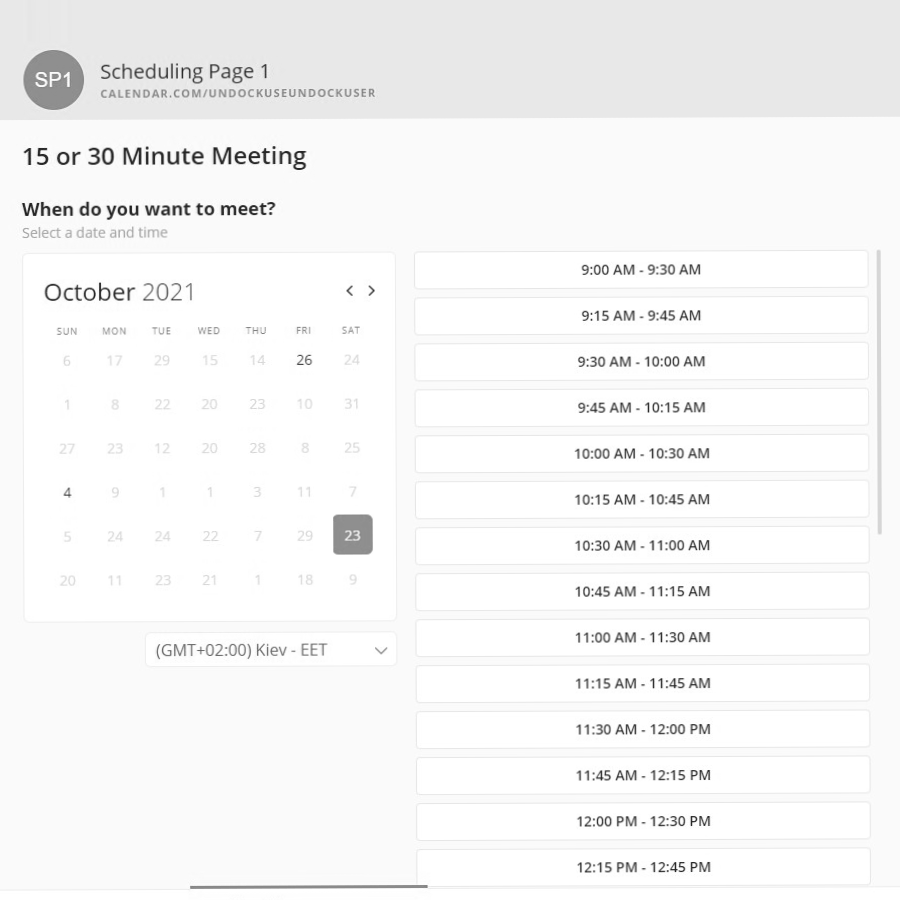 SP1
Scheduling Page 1
CALENDAR.COM/UNDOCKUSEUNDOCKUSER
15 or 30 Minute Meeting
When do you want to meet?
Select a date and time
October 2021 < >
SUN MON TUE WED THU FRI SAT
6 17 29 15 14 26 24
1 8 22 20 23 10 31
27 23 12 20 28 8 25
4 9 1 1 3 11 7
5 24 24 22 7 29 23
20 11 23 21 1 18 9
(GMT+02:00) Kiev - EET
9:00 AM - 9:30 AM
9:15 AM - 9:45 AM
9:30 AM - 10:00 AM
9:45 AM - 10:15 AM
10:00 AM - 10:30 AM
10:15 AM - 10:45 AM
10:30 AM - 11:00 AM
10:45 AM - 11:15 AM
11:00 AM - 11:30 AM
11:15 AM - 11:45 AM
11:30 AM - 12:00 PM
11:45 AM - 12:15 PM
12:00 PM - 12:30 PM
12:15 PM - 12:45 PM